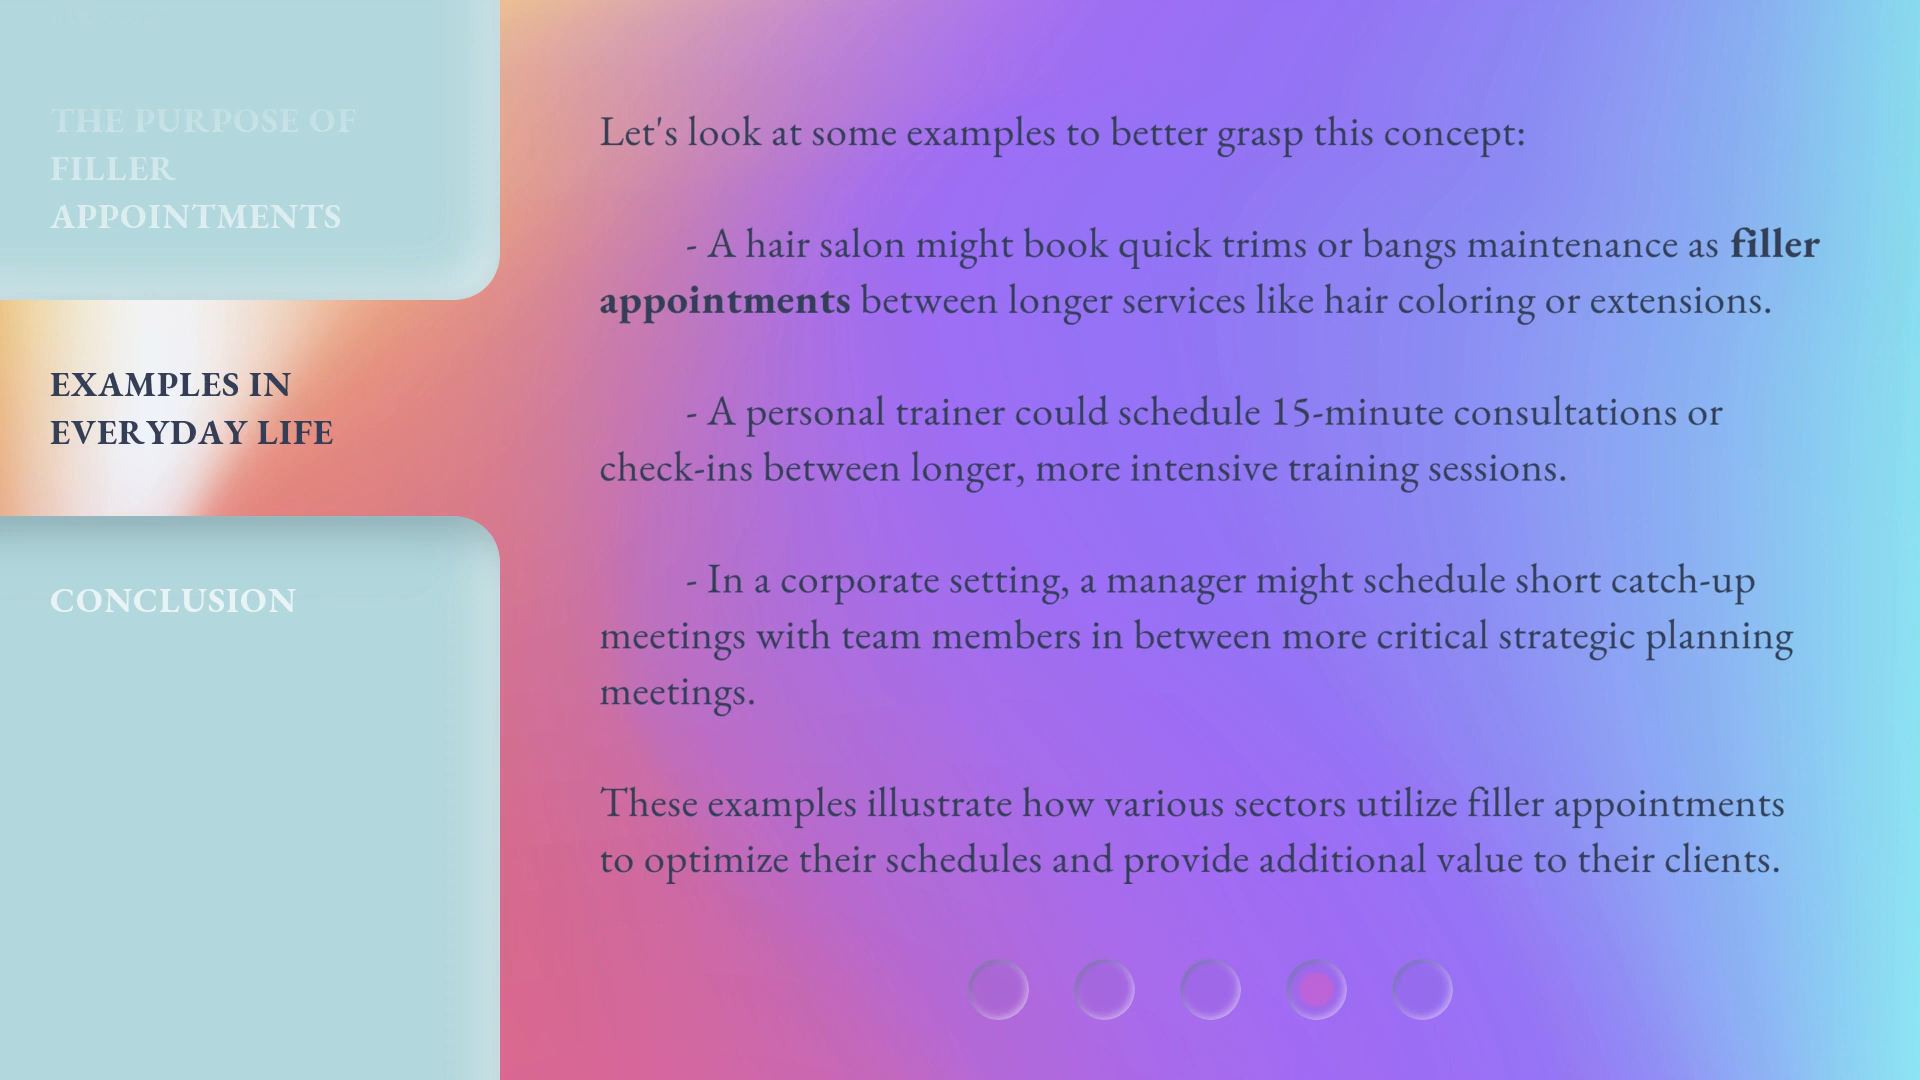 THE PURPOSE OF
FILLER
APPOINTMENTS
EXAMPLES IN
EVERYDAY LIFE
CONCLUSION
Let's look at some examples to better grasp this concept:
- A hair salon might book quick trims or bangs maintenance as filler
appointments between longer services like hair coloring or extensions.
- A personal trainer could schedule 15-minute consultations or
check-ins between longer, more intensive training sessions.
- In a corporate setting, a manager might schedule short catch-up
meetings with team members in between more critical strategic planning
meetings.
These examples illustrate how various sectors utilize filler appointments
to optimize their schedules and provide additional value to their clients.